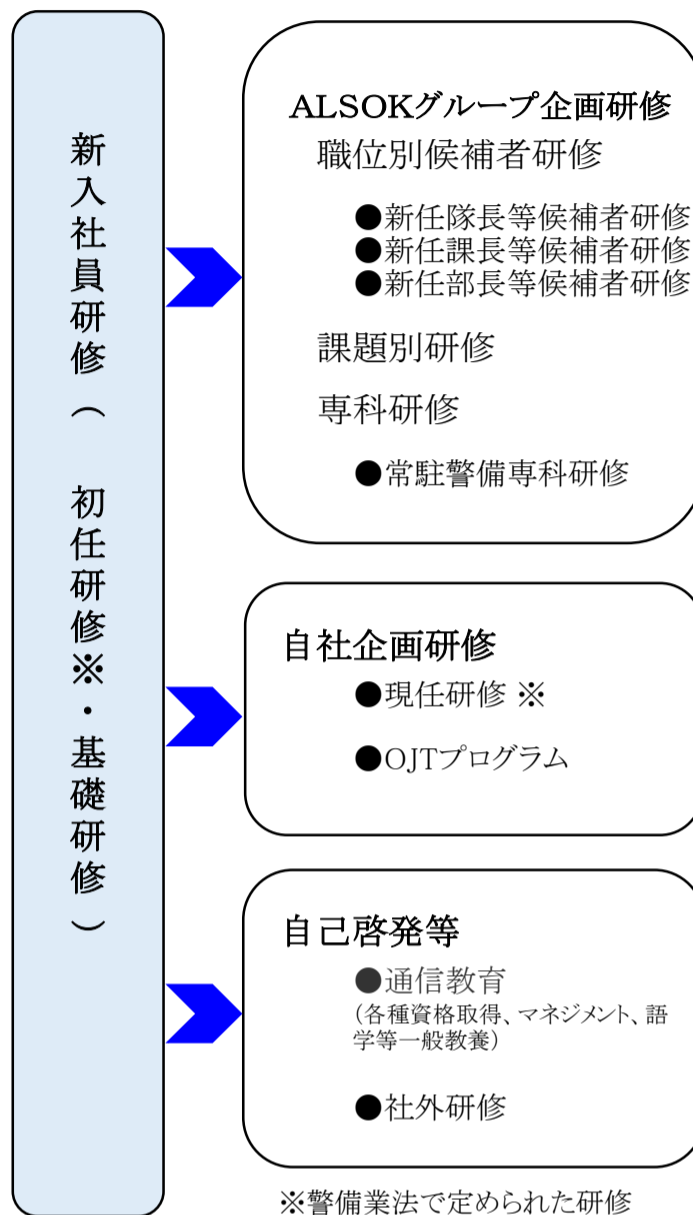 新入社員研修（　初任研修※・基礎研修）
ALSOKグループ企画研修
職位別候補者研修
●新任隊長等候補者研修
●新任課長等候補者研修
●新任部長等候補者研修
課題別研修
専科研修
●常駐警備専科研修
自社企画研修
●現任研修 ※
●OJTプログラム
自己啓発等
●通信教育
（各種資格取得、マネジメント、語
学等一般教養）
●社外研修
※警備業法で定められた研修